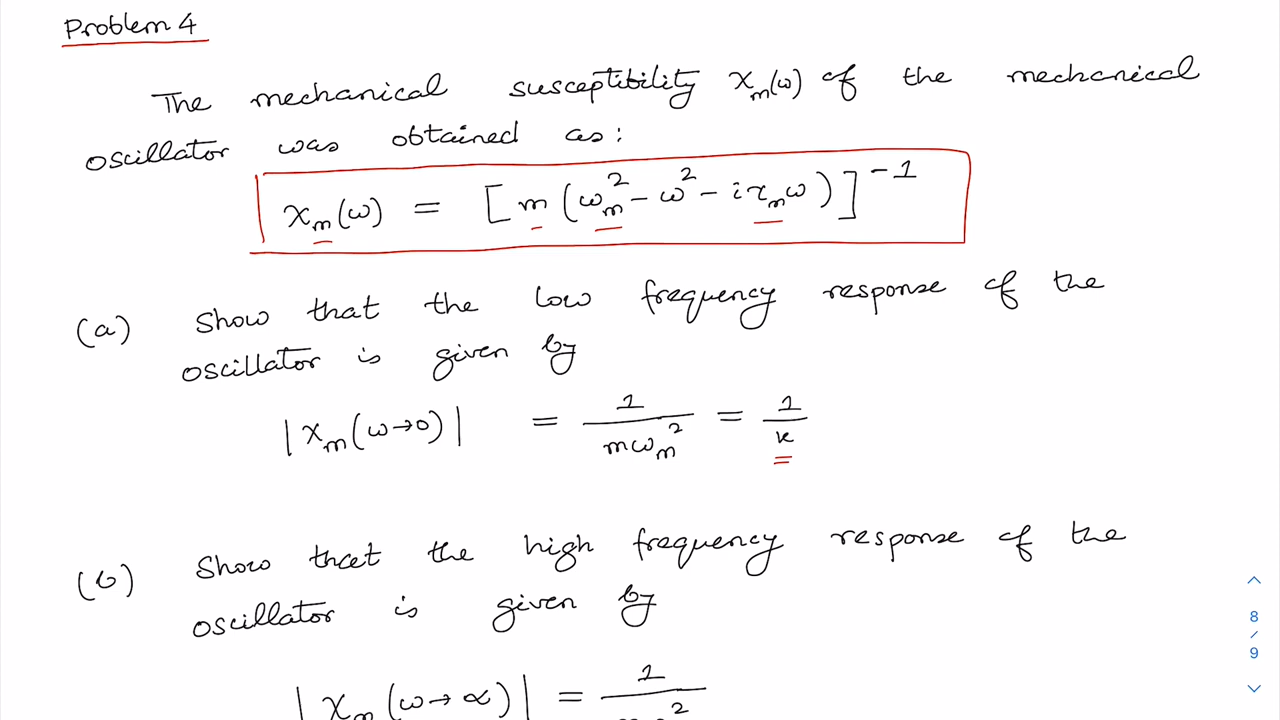 Problem 4
The mechanical susceptibility χₘ(ω) of the mechanical
oscillator was obtained as:
χₘ(ω) = [m(ωₘ² - ω² - iγₘω)]⁻¹
(a) Show that the low frequency response of the
oscillator is given by
|χₘ(ω→0)| = 1/(mωₘ²) = 1/k
(b) Show that the high frequency response of the
oscillator is given by
|χₘ(ω→∝)| = 1/
8
/
9